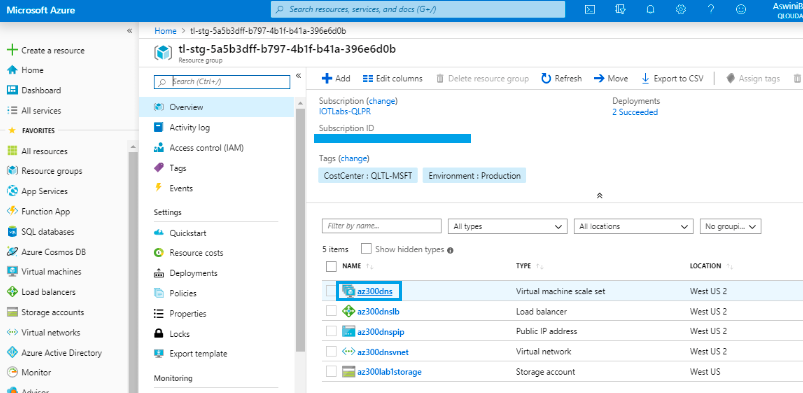 Microsoft Azure
Search resources, services, and docs (G+/)
AswiniB
QLOUDA
Create a resource
Home
Dashboard
All services
FAVORITES
All resources
Resource groups
App Services
Function App
SQL databases
Azure Cosmos DB
Virtual machines
Load balancers
Storage accounts
Virtual networks
Azure Active Directory
Monitor
Advisor
Home > tl-stg-5a5b3dff-b797-4b1f-b41a-396e6d0b
tl-stg-5a5b3dff-b797-4b1f-b41a-396e6d0b
Resource group
Search (Ctrl+/)
Overview
Activity log
Access control (IAM)
Tags
Events
Settings
Quickstart
Resource costs
Deployments
Policies
Properties
Locks
Export template
Monitoring
Add Edit columns Delete resource group Refresh Move Export to CSV Assign tags
Subscription (change)
IOTLabs-QLPR
Deployments
2 Succeeded
Subscription ID
Tags (change)
CostCenter : QLTL-MSFT Environment : Production
Filter by name... All types All locations No groupi...
5 items Show hidden types
NAME TYPE LOCATION
az300dns Virtual machine scale set West US 2
az300dnslb Load balancer West US 2
az300dnspip Public IP address West US 2
az300dnsvnet Virtual network West US 2
az300lab1storage Storage account West US